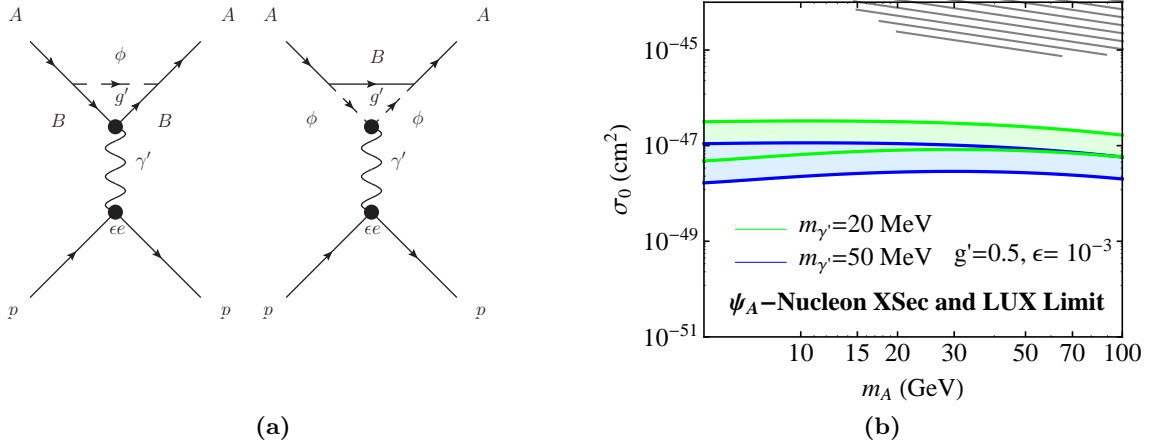 A A A A
ϕ B
g′ g′
B B ϕ ϕ
γ′ γ′
ϵe ϵe
p p p p
(a)
10⁻⁴⁵
10⁻⁴⁷
10⁻⁴⁹
10⁻⁵¹
σ₀ (cm²)
m_γ′=20 MeV
m_γ′=50 MeV
g'=0.5, ϵ= 10⁻³
ψ_A−Nucleon XSec and LUX Limit
10 15 20 30 50 70 100
m_A (GeV)
(b)